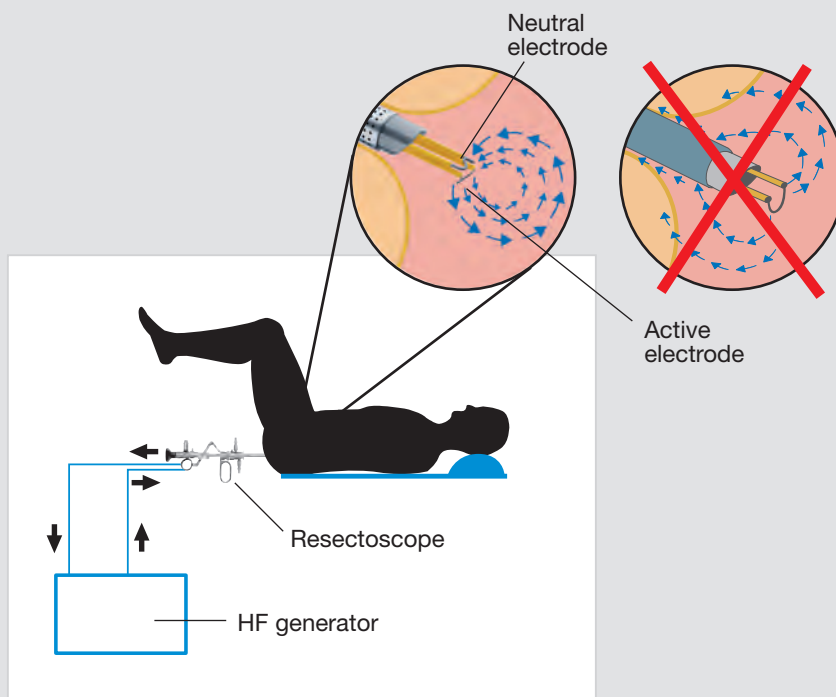 Neutral
electrode
Active
electrode
Resectoscope
HF generator